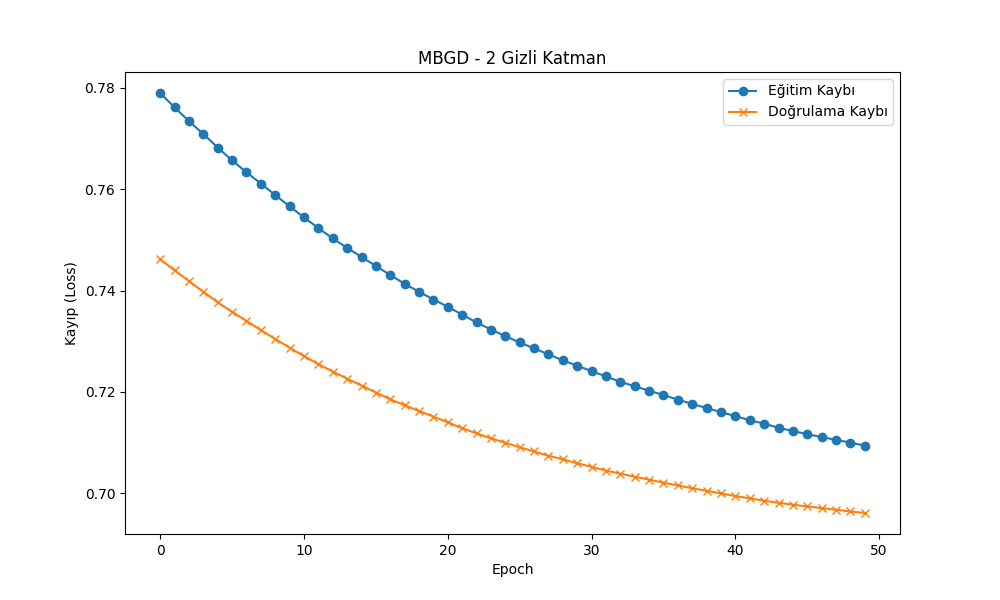 MBGD - 2 Gizli Katman
Eğitim Kaybı
Doğrulama Kaybı
Kayıp (Loss)
0.78
0.76
0.74
0.72
0.70
0
10
20
30
40
50
Epoch